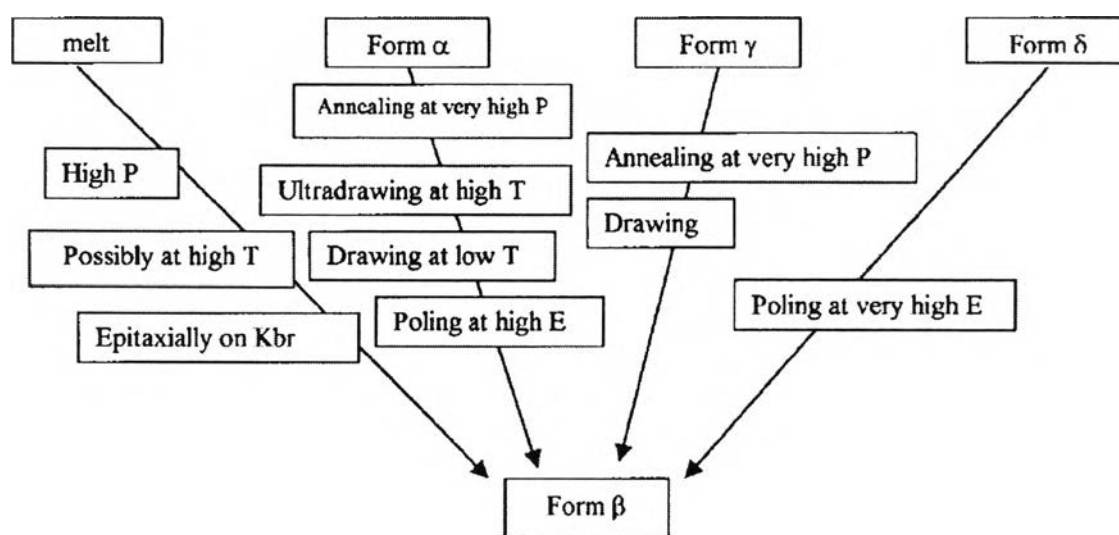 melt
Form α
Form γ
Form δ
Anncaling at very high P
High P
Annealing at very high P
Ultradrawing at high T
Drawing
Possibly at high T
Drawing at low T
Poling at high E
Poling at very high E
Epitaxially on Kbr
Form β